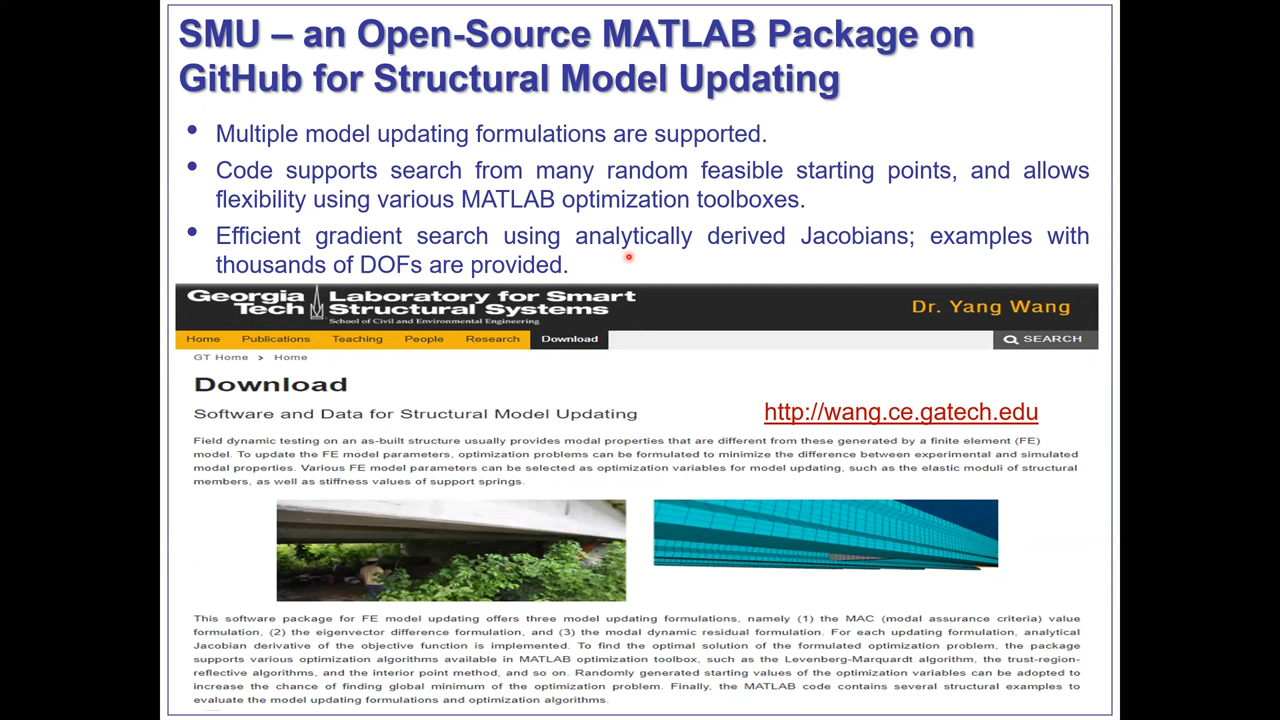 SMU – an Open-Source MATLAB Package on
GitHub for Structural Model Updating
• Multiple model updating formulations are supported.
• Code supports search from many random feasible starting points, and allows
flexibility using various MATLAB optimization toolboxes.
• Efficient gradient search using analytically derived Jacobians; examples with
thousands of DOFs are provided.
Georgia Tech
Laboratory for Smart
Structural Systems
School of Civil and Environmental Engineering
Dr. Yang Wang
Home Publications Teaching People Research Download SEARCH
GT Home > Home
Download
Software and Data for Structural Model Updating
http://wang.ce.gatech.edu
Field dynamic testing on an as-built structure usually provides modal properties that are different from these generated by a finite element (FE)
model. To update the FE model parameters, optimization problems can be formulated to minimize the difference between experimental and simulated
modal properties. Various FE model parameters can be selected as optimization variables for model updating, such as the elastic moduli of structural
members, as well as stiffness values of support springs.
This software package for FE model updating offers three model updating formulations, namely (1) the MAC (modal assurance criteria) value
formulation, (2) the eigenvector difference formulation, and (3) the modal dynamic residual formulation. For each updating formulation, analytical
Jacobian derivative of the objective function is implemented. To find the optimal solution of the formulated optimization problem, the package
supports various optimization algorithms available in MATLAB optimization toolbox, such as the Levenberg-Marquardt algorithm, the trust-region-
reflective algorithms, and the interior point method, and so on. Randomly generated starting values of the optimization variables can be adopted to
increase the chance of finding global minimum of the optimization problem. Finally, the MATLAB code contains several structural examples to
evaluate the model updating formulations and optimization algorithms.